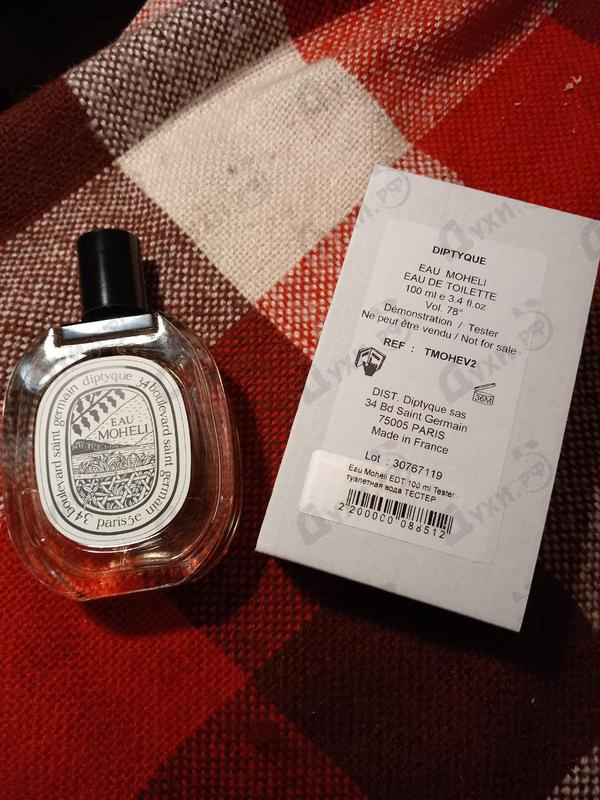 34 boulevard saint germain diptyque 34 boulevard saint germain
paris 5e
EAU
MOHELI
DIPTYQUE
EAU MOHELI
EAU DE TOILETTE
100 ml e 3.4 fl.oz
Vol. 78°
Démonstration / Tester
Ne peut être vendu / Not for sale
REF : TMOHEV2
36M
DIST. Diptyque sas
34 Bd Saint Germain
75005 PARIS
Made in France
Lot : 30767119
Eau Moheli EDT 100 ml Tester -
туалетная вода ТЕСТЕР
2 200000 088512
Духи.рф